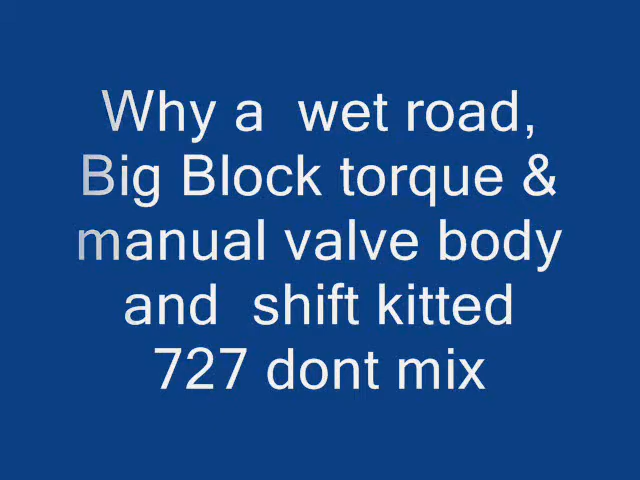 Why a  wet road,
Big Block torque &
manual valve body
and  shift kitted
727 dont mix